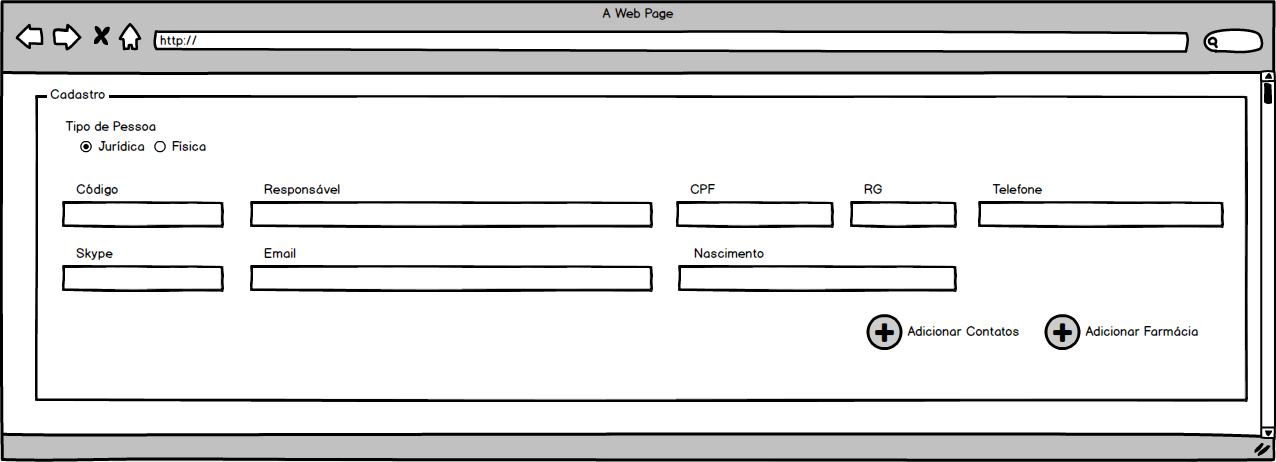 A Web Page
http://
Cadastro
Tipo de Pessoa
Jurídica Física
Código Responsável CPF RG Telefone
Skype Email Nascimento
Adicionar Contatos Adicionar Farmácia